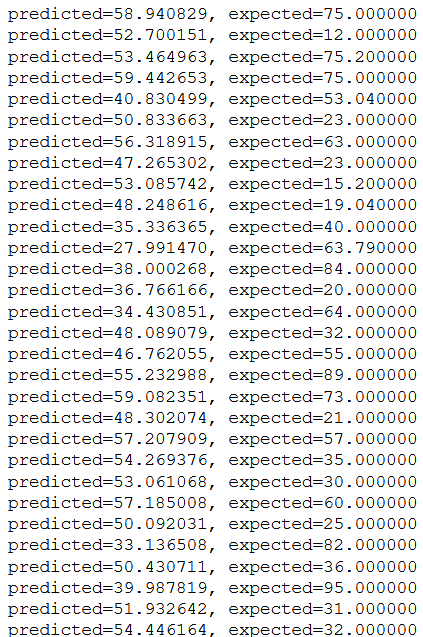 predicted=58.940829, expected=75.000000
predicted=52.700151, expected=12.000000
predicted=53.464963, expected=75.200000
predicted=59.442653, expected=75.000000
predicted=40.830499, expected=53.040000
predicted=50.833663, expected=23.000000
predicted=56.318915, expected=63.000000
predicted=47.265302, expected=23.000000
predicted=53.085742, expected=15.200000
predicted=48.248616, expected=19.040000
predicted=35.336365, expected=40.000000
predicted=27.991470, expected=63.790000
predicted=38.000268, expected=84.000000
predicted=36.766166, expected=20.000000
predicted=34.430851, expected=64.000000
predicted=48.089079, expected=32.000000
predicted=46.762055, expected=55.000000
predicted=55.232988, expected=89.000000
predicted=59.082351, expected=73.000000
predicted=48.302074, expected=21.000000
predicted=57.207909, expected=57.000000
predicted=54.269376, expected=35.000000
predicted=53.061068, expected=30.000000
predicted=57.185008, expected=60.000000
predicted=50.092031, expected=25.000000
predicted=33.136508, expected=82.000000
predicted=50.430711, expected=36.000000
predicted=39.987819, expected=95.000000
predicted=51.932642, expected=31.000000
predicted=54.446164, expected=32.000000